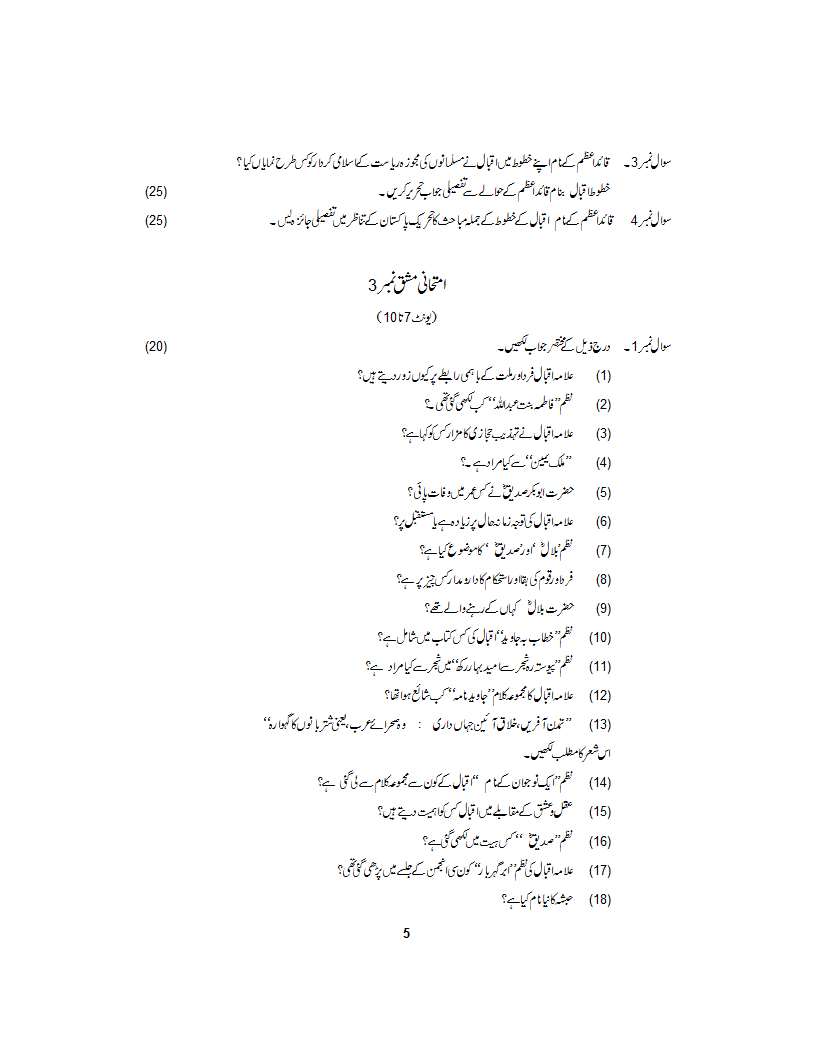 سوال نمبر 3۔ قائداعظم کے نام اپنے خطوط میں اقبال نے مسلمانوں کی مجوزہ ریاست کے اسلامی کردار کو کس طرح نمایاں کیا؟
خطوط اقبال بنام قائداعظم کے حوالے سے تفصیلی جواب تحریر کریں۔ (25)
سوال نمبر 4 قائداعظم کے نام اقبال کے خطوط کے جملہ مباحث کا تحریک پاکستان کے تناظر میں تفصیلی جائزہ لیں۔ (25)
امتحانی مشق نمبر 3
(یونٹ 7 تا 10)
سوال نمبر 1۔ درج ذیل کے مختصر جواب لکھیں۔ (20)
(1) علامہ اقبال فرد اور ملت کے باہمی رابطے پر کیوں زور دیتے ہیں؟
(2) نظم ’’فاطمہ بنت عبداللہ‘‘ کب لکھی گئی تھی۔؟
(3) علامہ اقبال نے تہذیب حجازی کا مزار کس کو کہا ہے؟
(4) ’’ملک یمین‘‘ سے کیا مراد ہے۔؟
(5) حضرت ابوبکر صدیقؓ نے کس عمر میں وفات پائی؟
(6) علامہ اقبال کی توجہ زمانہ حال پر زیادہ ہے یا مستقبل پر؟
(7) نظم ’بلالؓ‘ اور ’صدیقؓ‘ کا موضوع کیا ہے؟
(8) فرد اور قوم کی بقا اور استحکام کا دارومدار کس چیز پر ہے؟
(9) حضرت بلالؓ کہاں کے رہنے والے تھے؟
(10) نظم ’’خطاب بہ جاوید‘‘ اقبال کی کس کتاب میں شامل ہے؟
(11) نظم ’’پیوستہ رہ شجر سے امید بہار رکھ‘‘ میں شجر سے کیا مراد ہے؟
(12) علامہ اقبال کا مجموعہ کلام ’’جاوید نامہ‘‘ کب شائع ہوا تھا؟
(13) ’’تمدن آفریں، خلاق آئین جہاں داری : وہ صحرائے عرب، یعنی شتربانوں کا گہوارہ‘‘
اس شعر کا مطلب لکھیں۔
(14) نظم ’’ایک نوجوان کے نام‘‘ اقبال کے کون سے مجموعہ کلام سے لی گئی ہے؟
(15) عقل و عشق کے مقابلے میں اقبال کس کو اہمیت دیتے ہیں؟
(16) نظم ’’صدیقؓ‘‘ کس ہیت میں لکھی گئی ہے؟
(17) علامہ اقبال کی نظم ’’ابر گہر بار‘‘ کون سی انجمن کے جلسے میں پڑھی گئی تھی؟
(18) حبشہ کا نیا نام کیا ہے؟
5